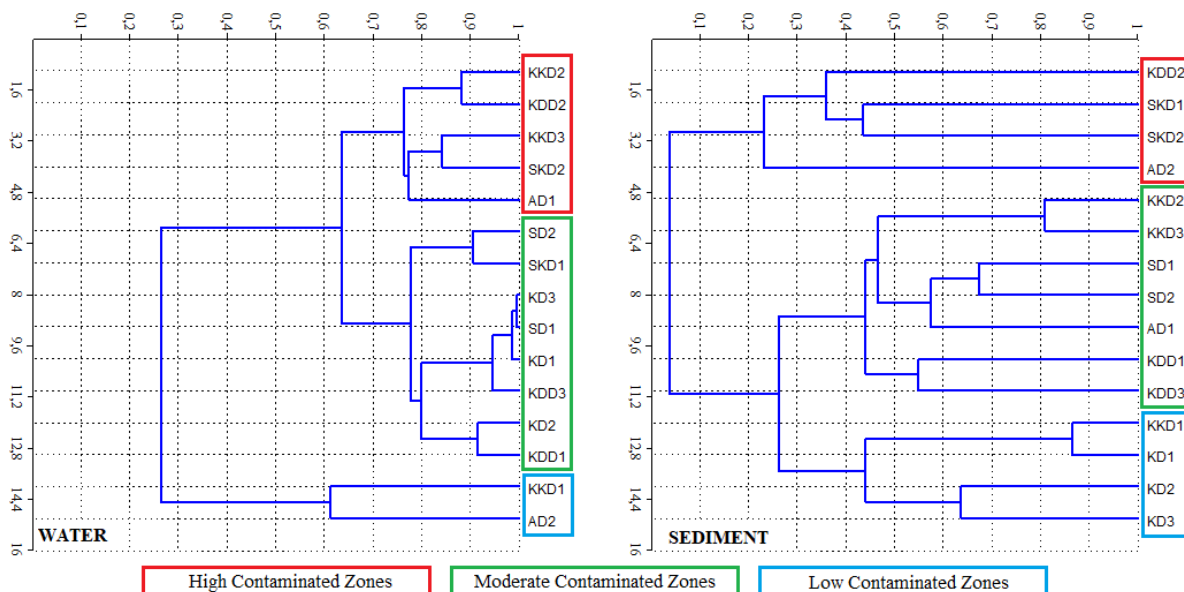 0,1 0,2 0,3 0,4 0,5 0,6 0,7 0,8 0,9 1
1,6
3,2
4,8
6,4
8
9,6
11,2
12,8
14,4
16
KKD2
KDD2
KKD3
SKD2
AD1
SD2
SKD1
KD3
SD1
KD1
KDD3
KD2
KDD1
KKD1
AD2
WATER
0,1 0,2 0,3 0,4 0,5 0,6 0,7 0,8 0,9 1
1,6
3,2
4,8
6,4
8
9,6
11,2
12,8
14,4
16
KDD2
SKD1
SKD2
AD2
KKD2
KKD3
SD1
SD2
AD1
KDD1
KDD3
KKD1
KD1
KD2
KD3
SEDIMENT
High Contaminated Zones
Moderate Contaminated Zones
Low Contaminated Zones